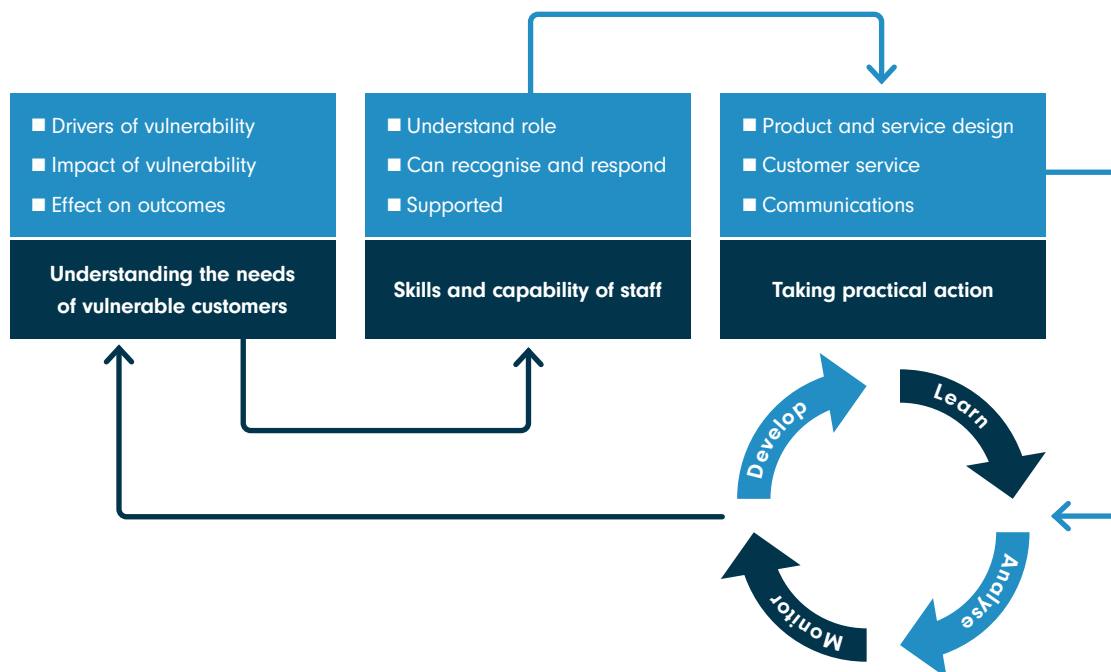 Drivers of vulnerability
Impact of vulnerability
Effect on outcomes
Understanding the needs
of vulnerable customers
Understand role
Can recognise and respond
Supported
Skills and capability of staff
Product and service design
Customer service
Communications
Taking practical action
Develop
Learn
Analyse
Monitor